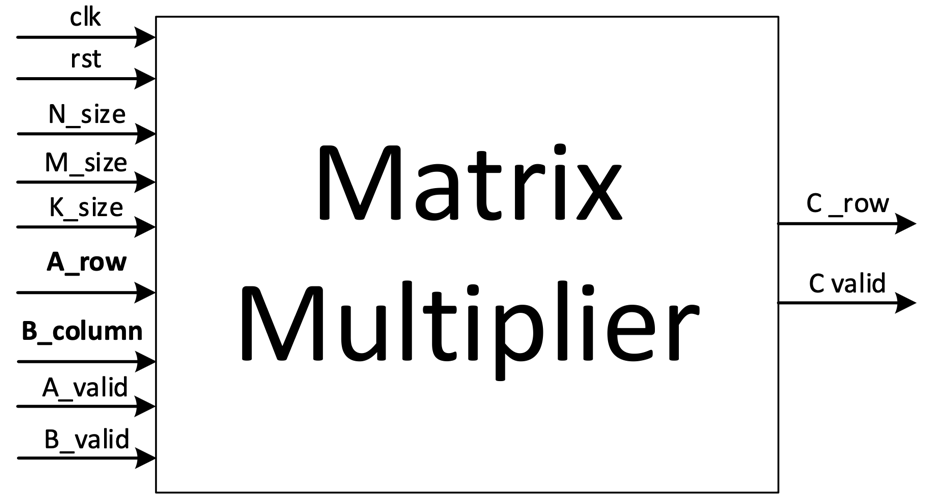 clk
rst
N_size
M_size
K_size
A_row
B_column
A_valid
B_valid
Matrix
Multiplier
C _row
C valid